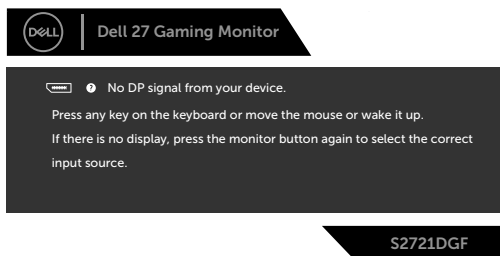 DELL
Dell 27 Gaming Monitor
? No DP signal from your device.
Press any key on the keyboard or move the mouse or wake it up.
If there is no display, press the monitor button again to select the correct
input source.
S2721DGF